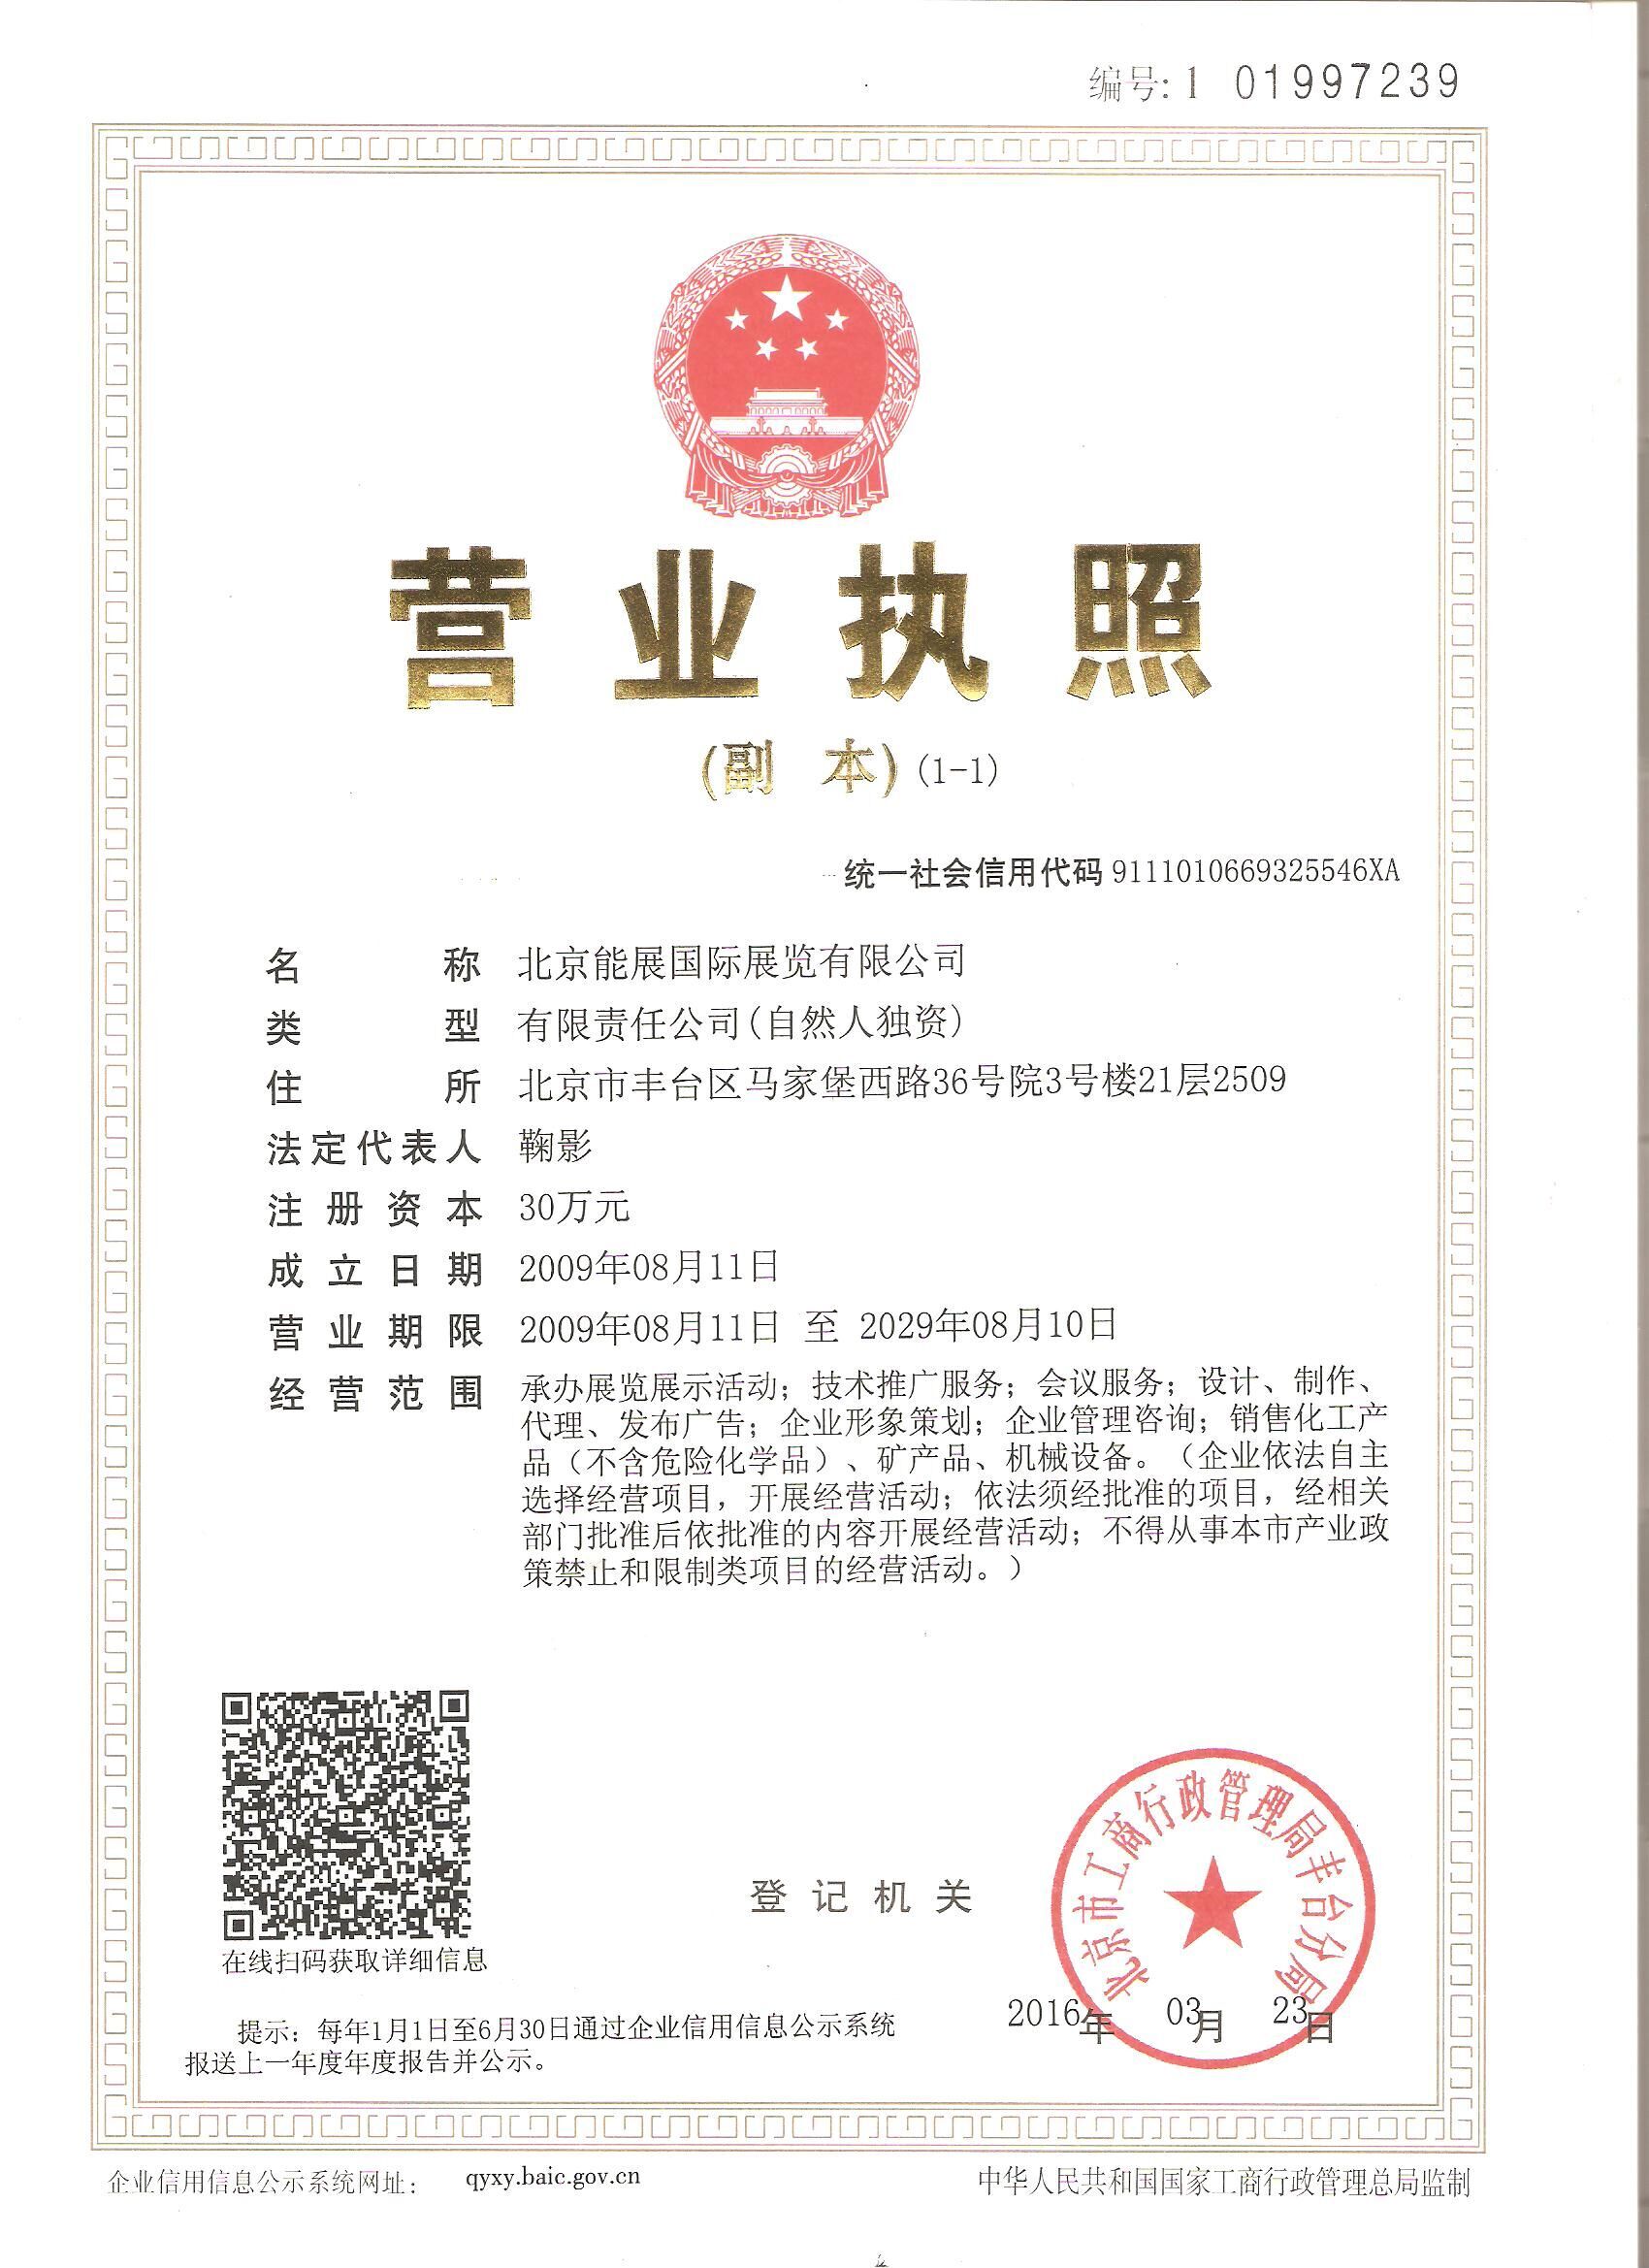 编号: 1 01997239
营业执照
(副 本) (1-1)
统一社会信用代码 9111010669325546XA
名 称 北京能展国际展览有限公司
类 型 有限责任公司(自然人独资)
住 所 北京市丰台区马家堡西路36号院3号楼21层2509
法定代表人 鞠影
注册资本 30万元
成立日期 2009年08月11日
营业期限 2009年08月11日 至 2029年08月10日
经营范围 承办展览展示活动；技术推广服务；会议服务；设计、制作、
代理、发布广告；企业形象策划；企业管理咨询；销售化工产
品（不含危险化学品）、矿产品、机械设备。（企业依法自主
选择经营项目，开展经营活动；依法须经批准的项目，经相关
部门批准后依批准的内容开展经营活动；不得从事本市产业政
策禁止和限制类项目的经营活动。）
在线扫码获取详细信息
登记机关
北京市工商行政管理局丰台分局
2016年 03月 23日
提示：每年1月1日至6月30日通过企业信用信息公示系统
报送上一年度年度报告并公示。
企业信用信息公示系统网址： qyxy.baic.gov.cn
中华人民共和国国家工商行政管理总局监制